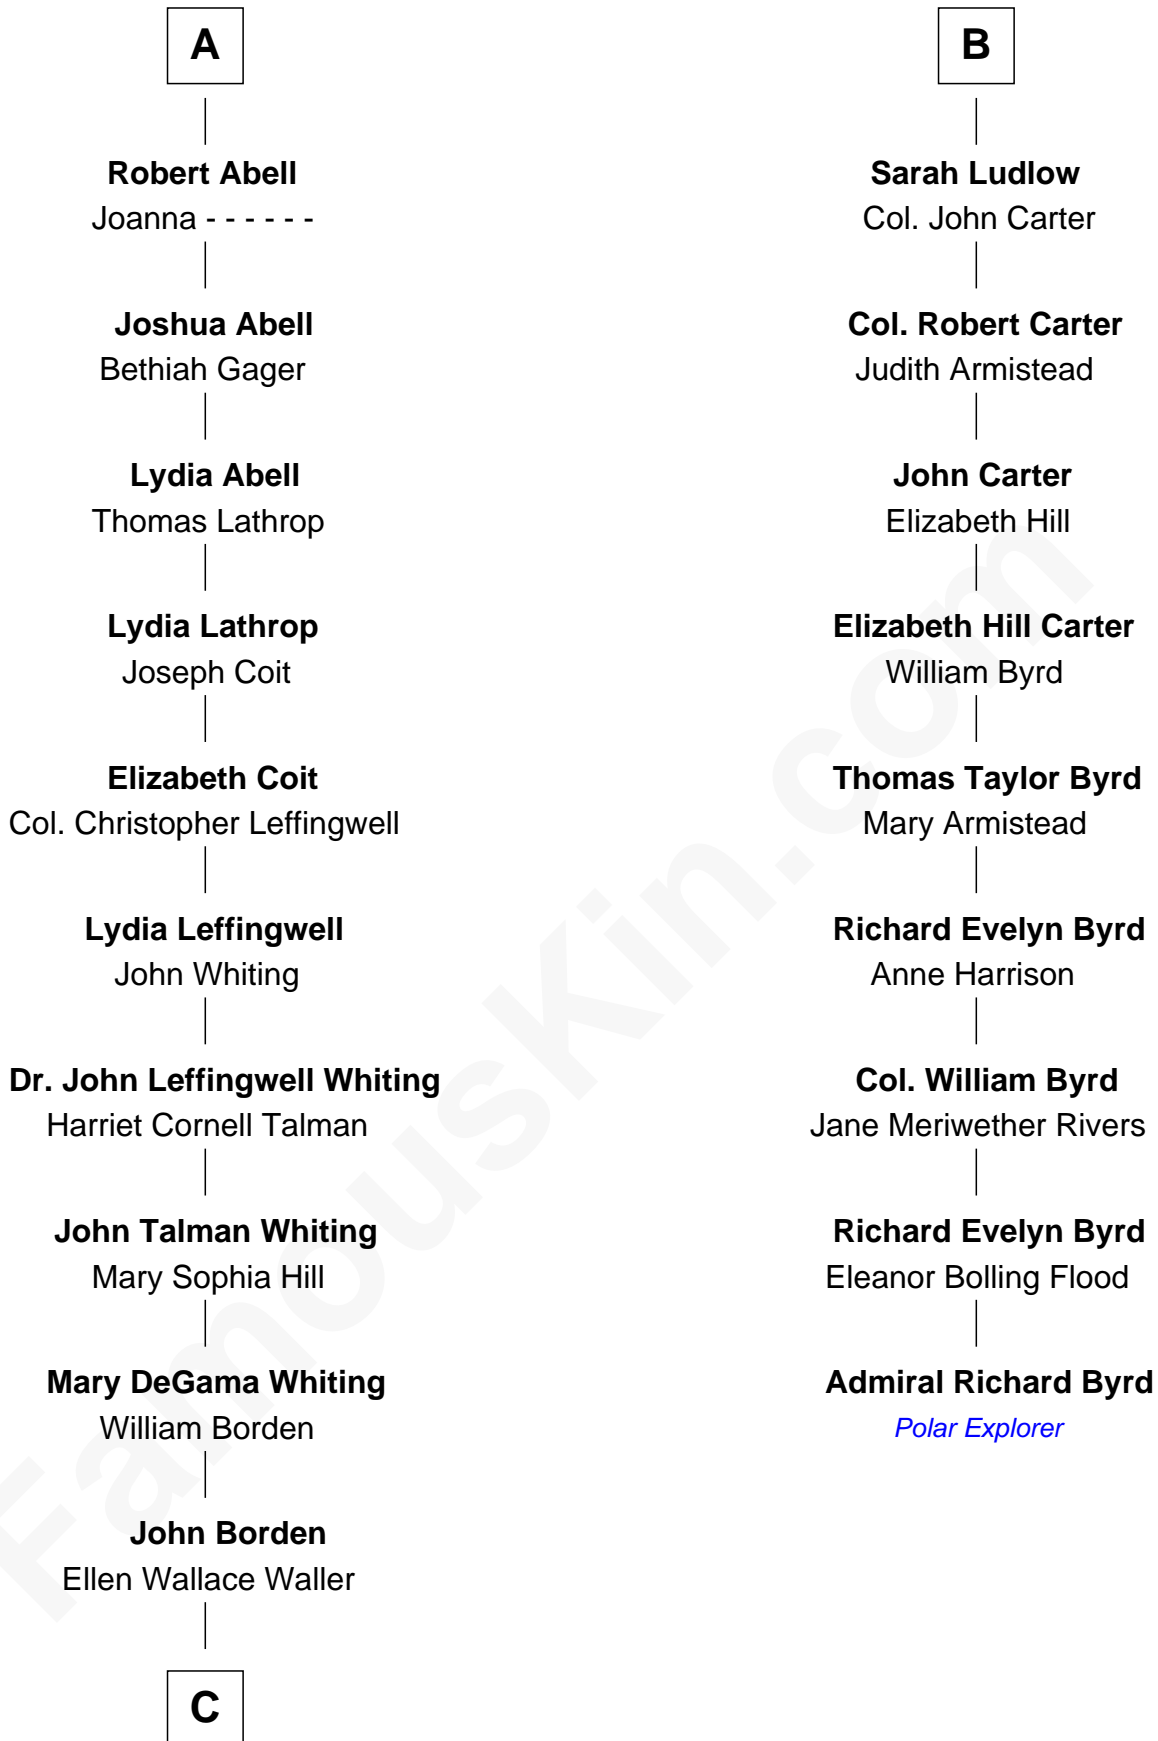 A
Robert Abell
Joanna - - - - - -
Joshua Abell
Bethiah Gager
Lydia Abell
Thomas Lathrop
Lydia Lathrop
Joseph Coit
Elizabeth Coit
Col. Christopher Leffingwell
Lydia Leffingwell
John Whiting
Dr. John Leffingwell Whiting
Harriet Cornell Talman
John Talman Whiting
Mary Sophia Hill
Mary DeGama Whiting
William Borden
John Borden
Ellen Wallace Waller
C
B
Sarah Ludlow
Col. John Carter
Col. Robert Carter
Judith Armistead
John Carter
Elizabeth Hill
Elizabeth Hill Carter
William Byrd
Thomas Taylor Byrd
Mary Armistead
Richard Evelyn Byrd
Anne Harrison
Col. William Byrd
Jane Meriwether Rivers
Richard Evelyn Byrd
Eleanor Bolling Flood
Admiral Richard Byrd
Polar Explorer
FamousKin.com